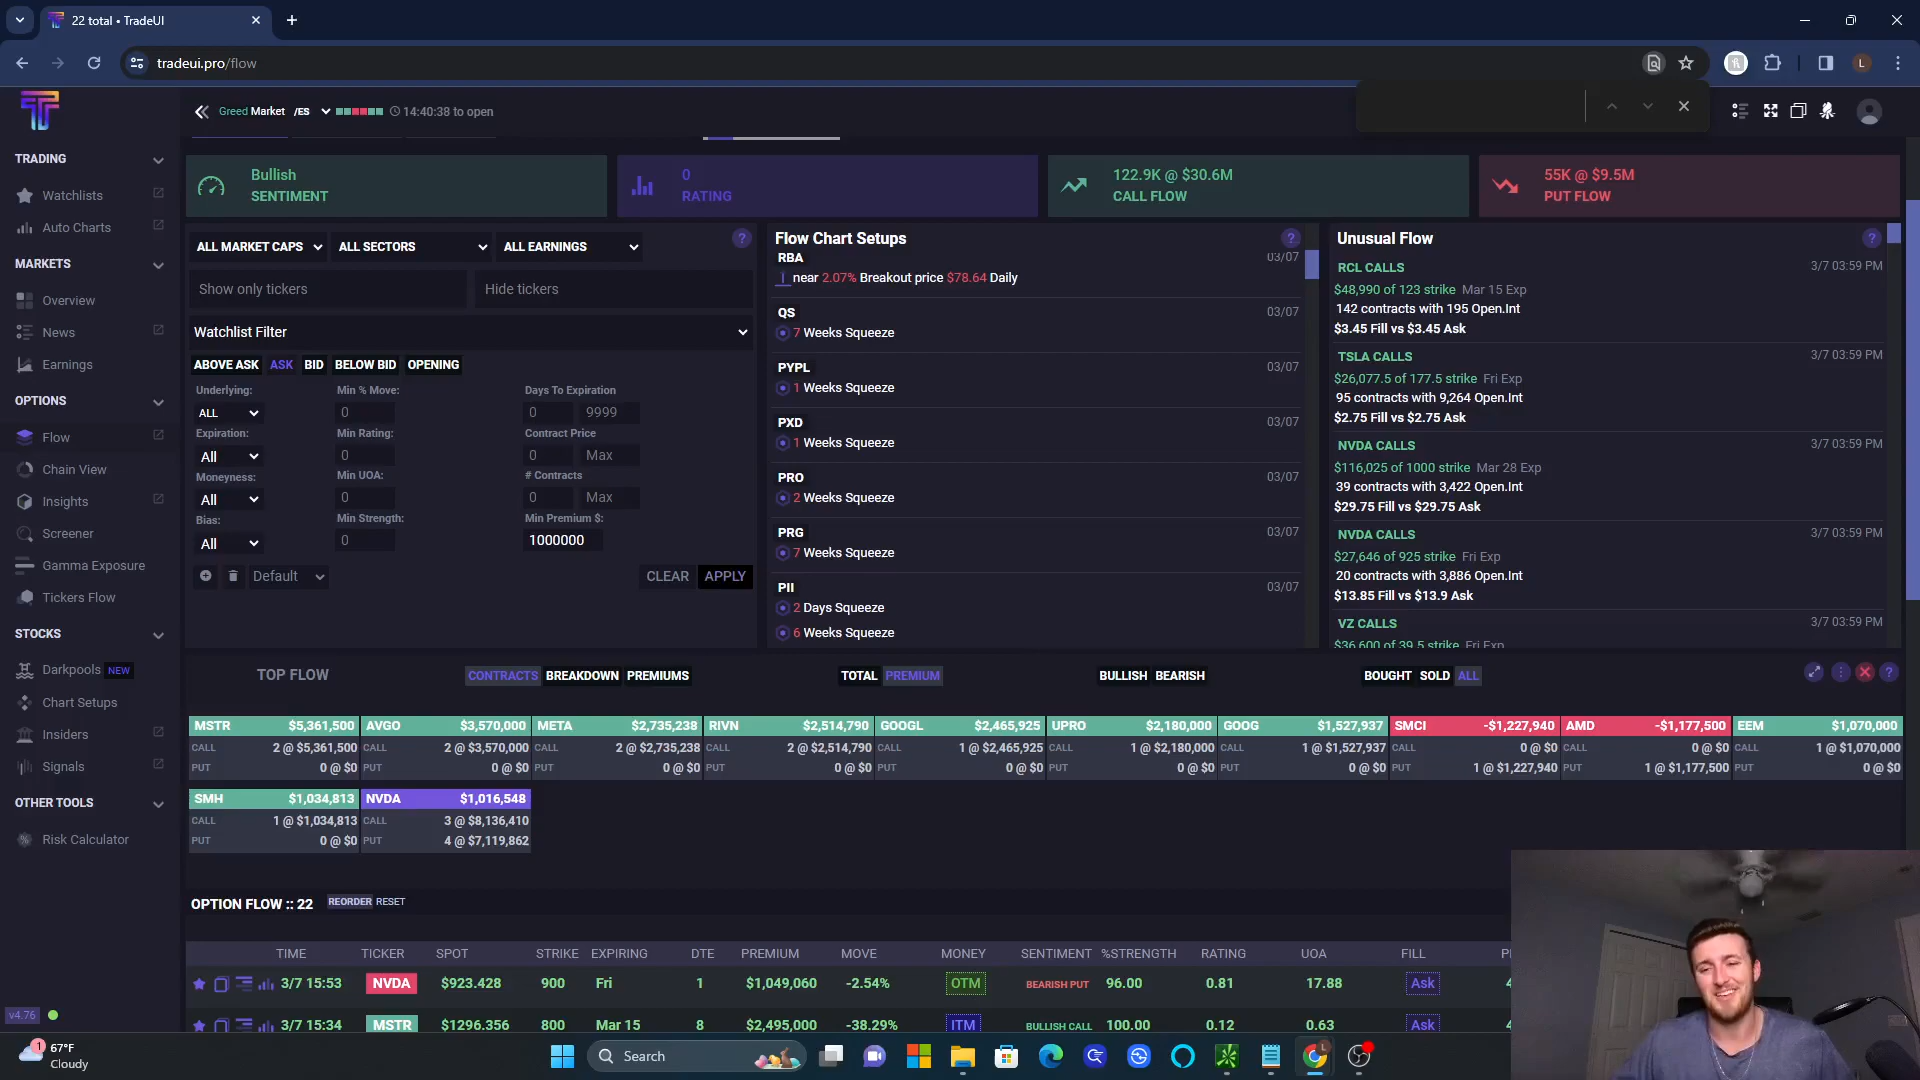 22 total • TradeUI
tradeui.pro/flow
L
Greed Market /ES 14:40:38 to open
TRADING
Watchlists
Auto Charts
MARKETS
Overview
News
Earnings
OPTIONS
Flow
Chain View
Insights
Screener
Gamma Exposure
Tickers Flow
STOCKS
Darkpools NEW
Chart Setups
Insiders
Signals
OTHER TOOLS
Risk Calculator
v4.76
Bullish
SENTIMENT
0
RATING
122.9K @ $30.6M
CALL FLOW
55K @ $9.5M
PUT FLOW
ALL MARKET CAPS ALL SECTORS ALL EARNINGS ?
Show only tickers Hide tickers
Watchlist Filter
ABOVE ASK ASK BID BELOW BID OPENING
Underlying: Min % Move: Days To Expiration
ALL 0 0 9999
Expiration: Min Rating: Contract Price
All 0 0 Max
Moneyness: Min UOA: # Contracts
All 0 0 Max
Bias: Min Strength: Min Premium $:
All 0 1000000
Default CLEAR APPLY
Flow Chart Setups ?
RBA 03/07
near 2.07% Breakout price $78.64 Daily
QS 03/07
7 Weeks Squeeze
PYPL 03/07
1 Weeks Squeeze
PXD 03/07
1 Weeks Squeeze
PRO 03/07
2 Weeks Squeeze
PRG 03/07
7 Weeks Squeeze
PII 03/07
2 Days Squeeze
6 Weeks Squeeze
Unusual Flow ?
RCL CALLS 3/7 03:59 PM
$48,990 of 123 strike Mar 15 Exp
142 contracts with 195 Open.Int
$3.45 Fill vs $3.45 Ask
TSLA CALLS 3/7 03:59 PM
$26,077.5 of 177.5 strike Fri Exp
95 contracts with 9,264 Open.Int
$2.75 Fill vs $2.75 Ask
NVDA CALLS 3/7 03:59 PM
$116,025 of 1000 strike Mar 28 Exp
39 contracts with 3,422 Open.Int
$29.75 Fill vs $29.75 Ask
NVDA CALLS 3/7 03:59 PM
$27,646 of 925 strike Fri Exp
20 contracts with 3,886 Open.Int
$13.85 Fill vs $13.9 Ask
VZ CALLS 3/7 03:59 PM
$36,600 of 39.5 strike Fri Exp
TOP FLOW CONTRACTS BREAKDOWN PREMIUMS TOTAL PREMIUM BULLISH BEARISH BOUGHT SOLD ALL ?
MSTR $5,361,500 AVGO $3,570,000 META $2,735,238 RIVN $2,514,790 GOOGL $2,465,925 UPRO $2,180,000 GOOG $1,527,937 SMCI -$1,227,940 AMD -$1,177,500 EEM $1,070,000
CALL 2 @ $5,361,500 CALL 2 @ $3,570,000 CALL 2 @ $2,735,238 CALL 2 @ $2,514,790 CALL 1 @ $2,465,925 CALL 1 @ $2,180,000 CALL 1 @ $1,527,937 CALL 0 @ $0 CALL 0 @ $0 CALL 1 @ $1,070,000
PUT 0 @ $0 PUT 0 @ $0 PUT 0 @ $0 PUT 0 @ $0 PUT 0 @ $0 PUT 0 @ $0 PUT 0 @ $0 PUT 1 @ $1,227,940 PUT 1 @ $1,177,500 PUT 0 @ $0
SMH $1,034,813 NVDA $1,016,548
CALL 1 @ $1,034,813 CALL 3 @ $8,136,410
PUT 0 @ $0 PUT 4 @ $7,119,862
OPTION FLOW :: 22 REORDER RESET
TIME TICKER SPOT STRIKE EXPIRING DTE PREMIUM MOVE MONEY SENTIMENT %STRENGTH RATING UOA FILL
3/7 15:53 NVDA $923.428 900 Fri 1 $1,049,060 -2.54% OTM BEARISH PUT 96.00 0.81 17.88 Ask
3/7 15:34 MSTR $1296.356 800 Mar 15 8 $2,495,000 -38.29% ITM BULLISH CALL 100.00 0.12 0.63 Ask
1 67°F
Cloudy
Search
L